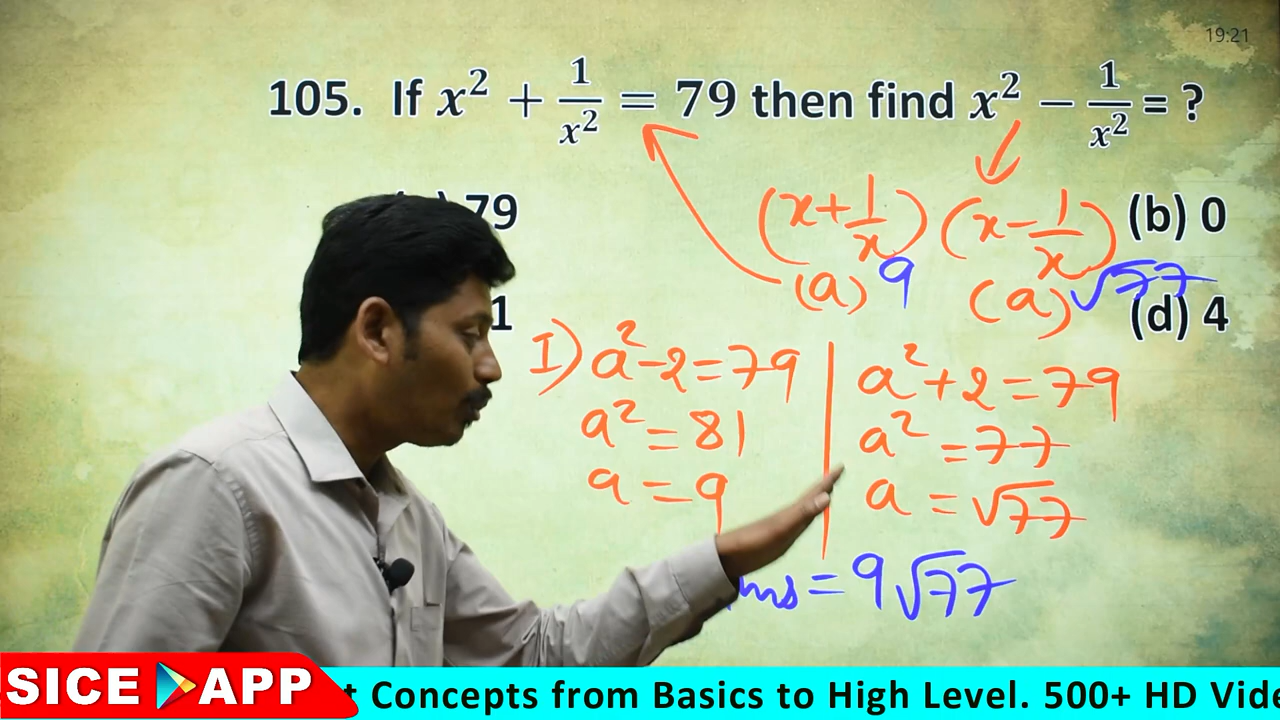 19:21
105. If x² + 1/x² = 79 then find x² − 1/x² = ?
79
(x+1/x) (x-1/x)
(b) 0
(a) 9 (a) √77
1
(d) 4
I) a²-2=79
a²+2=79
a²=81
a²=77
a=9
a=√77
=9√77
SICE APP
Concepts from Basics to High Level. 500+ HD